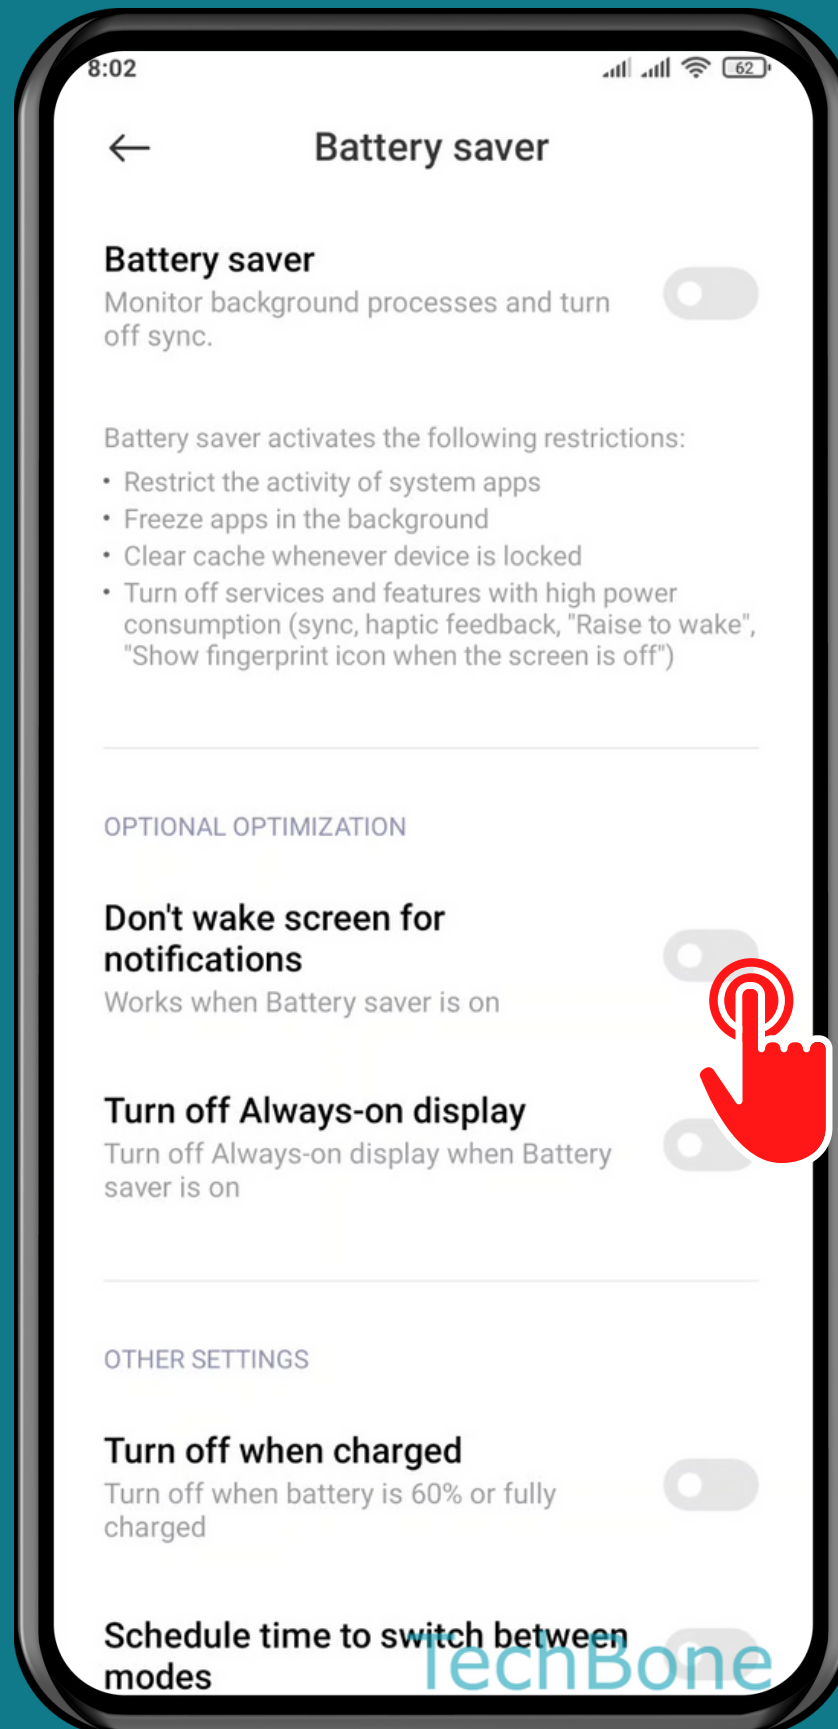 8:02
62
Battery saver
Battery saver
Monitor background processes and turn
off sync.
Battery saver activates the following restrictions:
• Restrict the activity of system apps
• Freeze apps in the background
• Clear cache whenever device is locked
• Turn off services and features with high power
consumption (sync, haptic feedback, "Raise to wake",
"Show fingerprint icon when the screen is off")
OPTIONAL OPTIMIZATION
Don't wake screen for
notifications
Works when Battery saver is on
Turn off Always-on display
Turn off Always-on display when Battery
saver is on
OTHER SETTINGS
Turn off when charged
Turn off when battery is 60% or fully
charged
Schedule time to switch between
modes
TechBone